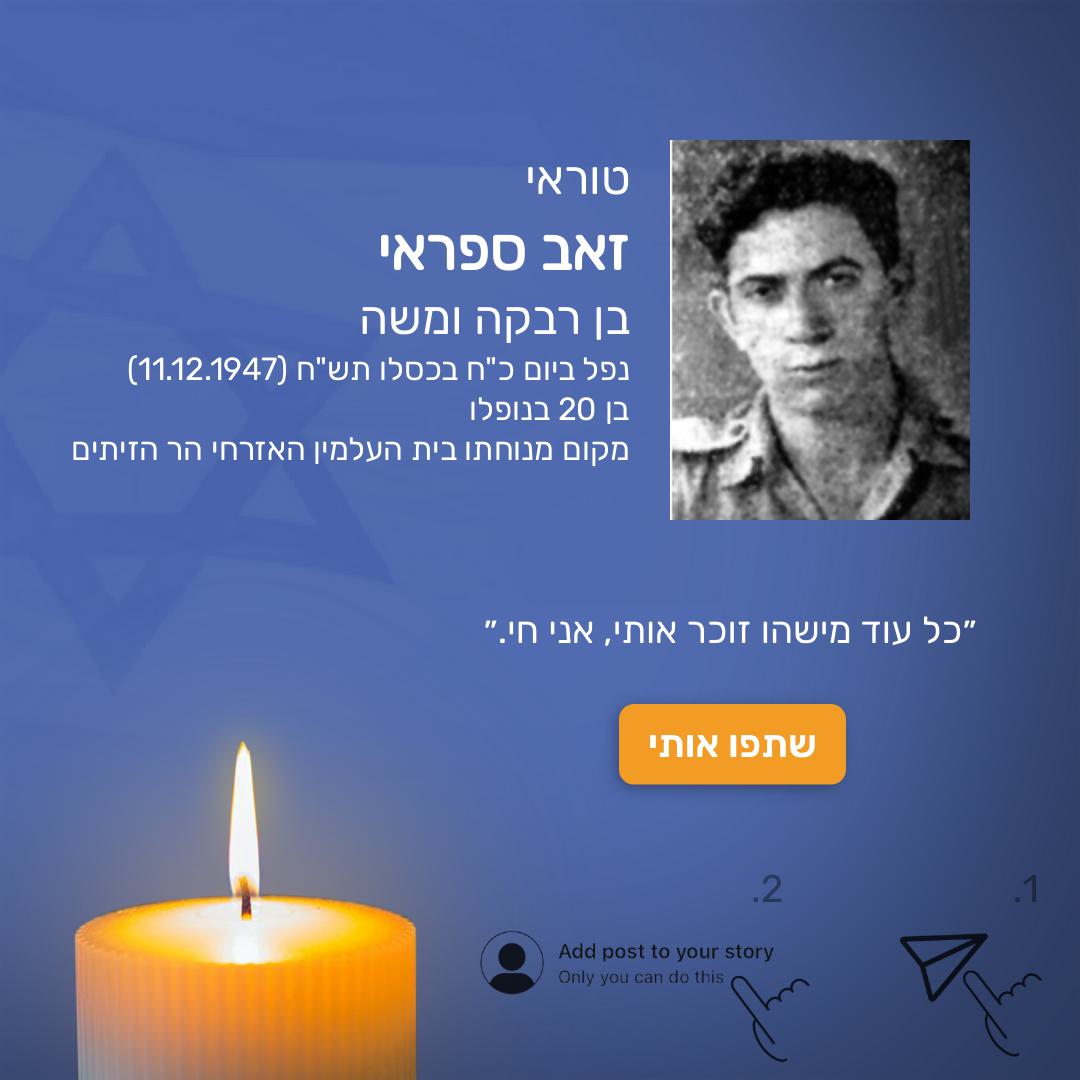 טוראי
זאב ספראי
בן רבקה ומשה
נפל ביום כ"ח בכסלו תש"ח (11.12.1947)
בן 20 בנופלו
מקום מנוחתו בית העלמין האזרחי הר הזיתים
״כל עוד מישהו זוכר אותי, אני חי.״
שתפו אותי
1.
2.
Add post to your story
Only you can do this